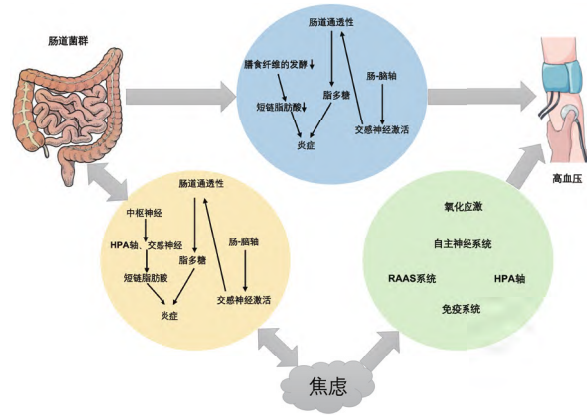 肠道菌群
肠道通透性
膳食纤维的发酵
肠-脑轴
脂多糖
短链脂肪酸
炎症
交感神经激活
高血压
肠道通透性
中枢神经
HPA轴、交感神经
肠-脑轴
脂多糖
短链脂肪酸
炎症
交感神经激活
氧化应激
自主神经系统
RAAS系统
HPA轴
免疫系统
焦虑